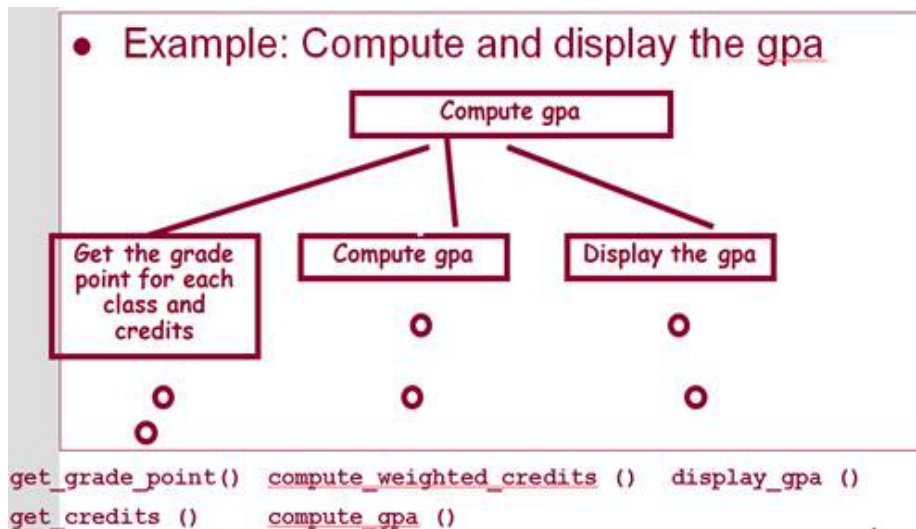 ● Example: Compute and display the gpa
Compute gpa
Get the grade
point for each
class and
credits
Compute gpa
Display the gpa
get_grade_point() compute_weighted_credits () display_gpa ()
get_credits () compute_gpa ()